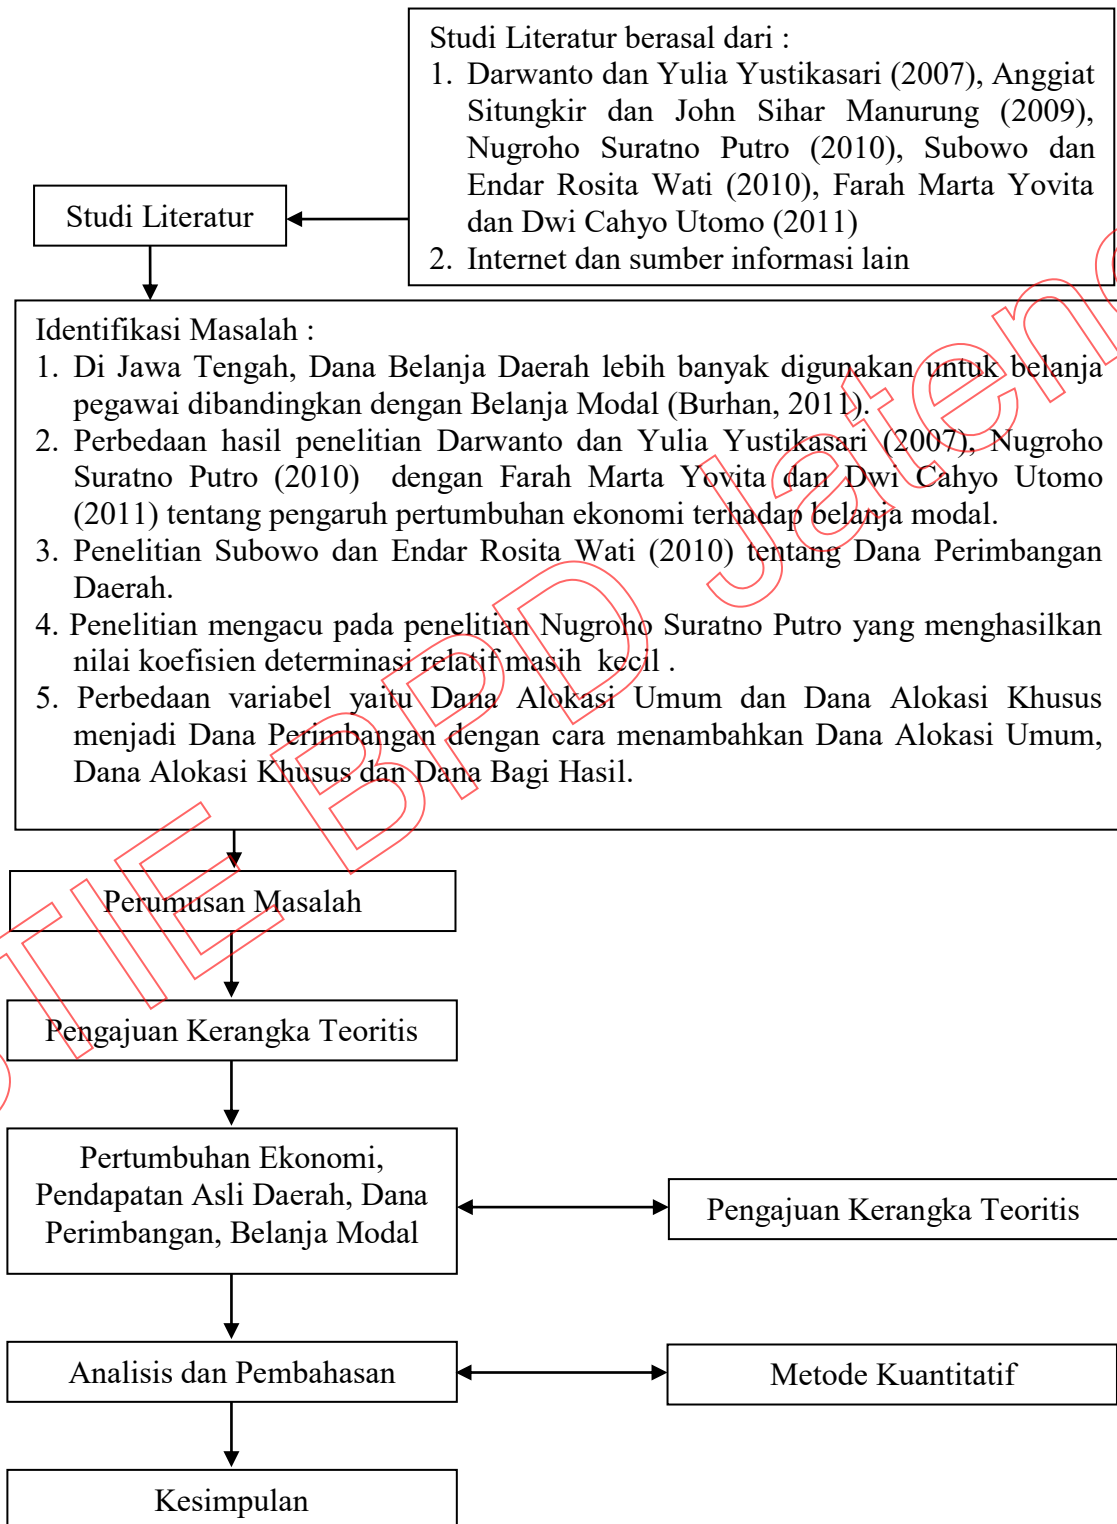 Studi Literatur berasal dari :
1. Darwanto dan Yulia Yustikasari (2007), Anggiat
Situngkir dan John Sihar Manurung (2009),
Nugroho Suratno Putro (2010), Subowo dan
Endar Rosita Wati (2010), Farah Marta Yovita
dan Dwi Cahyo Utomo (2011)
2. Internet dan sumber informasi lain
Studi Literatur
Identifikasi Masalah :
1. Di Jawa Tengah, Dana Belanja Daerah lebih banyak digunakan untuk belanja
pegawai dibandingkan dengan Belanja Modal (Burhan, 2011).
2. Perbedaan hasil penelitian Darwanto dan Yulia Yustikasari (2007), Nugroho
Suratno Putro (2010) dengan Farah Marta Yovita dan Dwi Cahyo Utomo
(2011) tentang pengaruh pertumbuhan ekonomi terhadap belanja modal.
3. Penelitian Subowo dan Endar Rosita Wati (2010) tentang Dana Perimbangan
Daerah.
4. Penelitian mengacu pada penelitian Nugroho Suratno Putro yang menghasilkan
nilai koefisien determinasi relatif masih kecil .
5. Perbedaan variabel yaitu Dana Alokasi Umum dan Dana Alokasi Khusus
menjadi Dana Perimbangan dengan cara menambahkan Dana Alokasi Umum,
Dana Alokasi Khusus dan Dana Bagi Hasil.
Perumusan Masalah
Pengajuan Kerangka Teoritis
Pertumbuhan Ekonomi,
Pendapatan Asli Daerah, Dana
Perimbangan, Belanja Modal
Pengajuan Kerangka Teoritis
Analisis dan Pembahasan
Metode Kuantitatif
Kesimpulan
STIE BPD Jateng